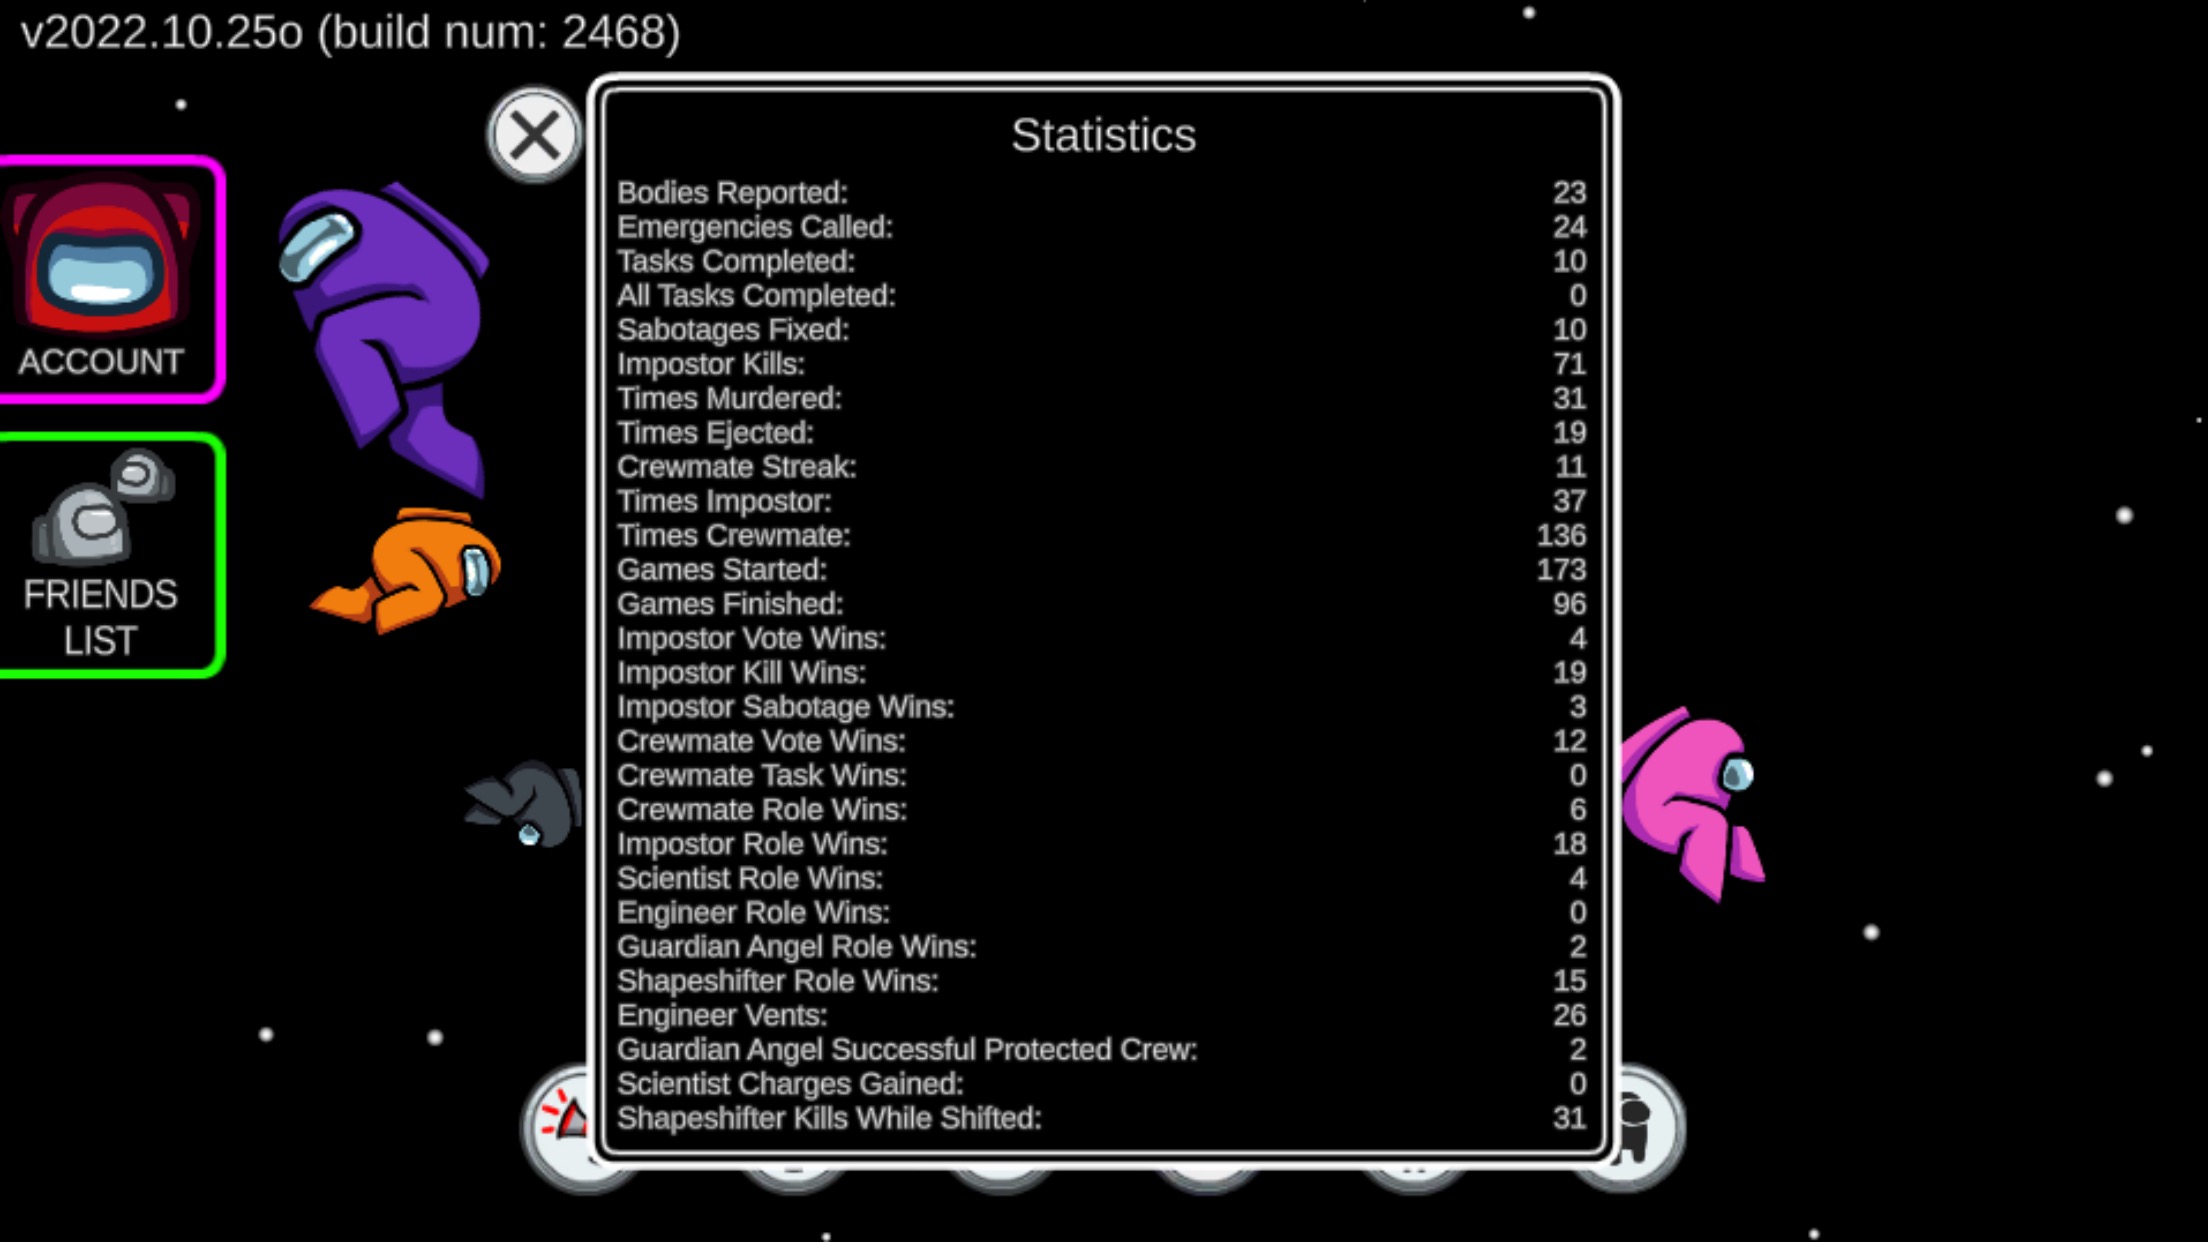 v2022.10.25o (build num: 2468)
Statistics
Bodies Reported: 23
Emergencies Called: 24
Tasks Completed: 10
All Tasks Completed: 0
Sabotages Fixed: 10
Impostor Kills: 71
Times Murdered: 31
Times Ejected: 19
Crewmate Streak: 11
Times Impostor: 37
Times Crewmate: 136
Games Started: 173
Games Finished: 96
Impostor Vote Wins: 4
Impostor Kill Wins: 19
Impostor Sabotage Wins: 3
Crewmate Vote Wins: 12
Crewmate Task Wins: 0
Crewmate Role Wins: 6
Impostor Role Wins: 18
Scientist Role Wins: 4
Engineer Role Wins: 0
Guardian Angel Role Wins: 2
Shapeshifter Role Wins: 15
Engineer Vents: 26
Guardian Angel Successful Protected Crew: 2
Scientist Charges Gained: 0
Shapeshifter Kills While Shifted: 31
ACCOUNT
FRIENDS
LIST